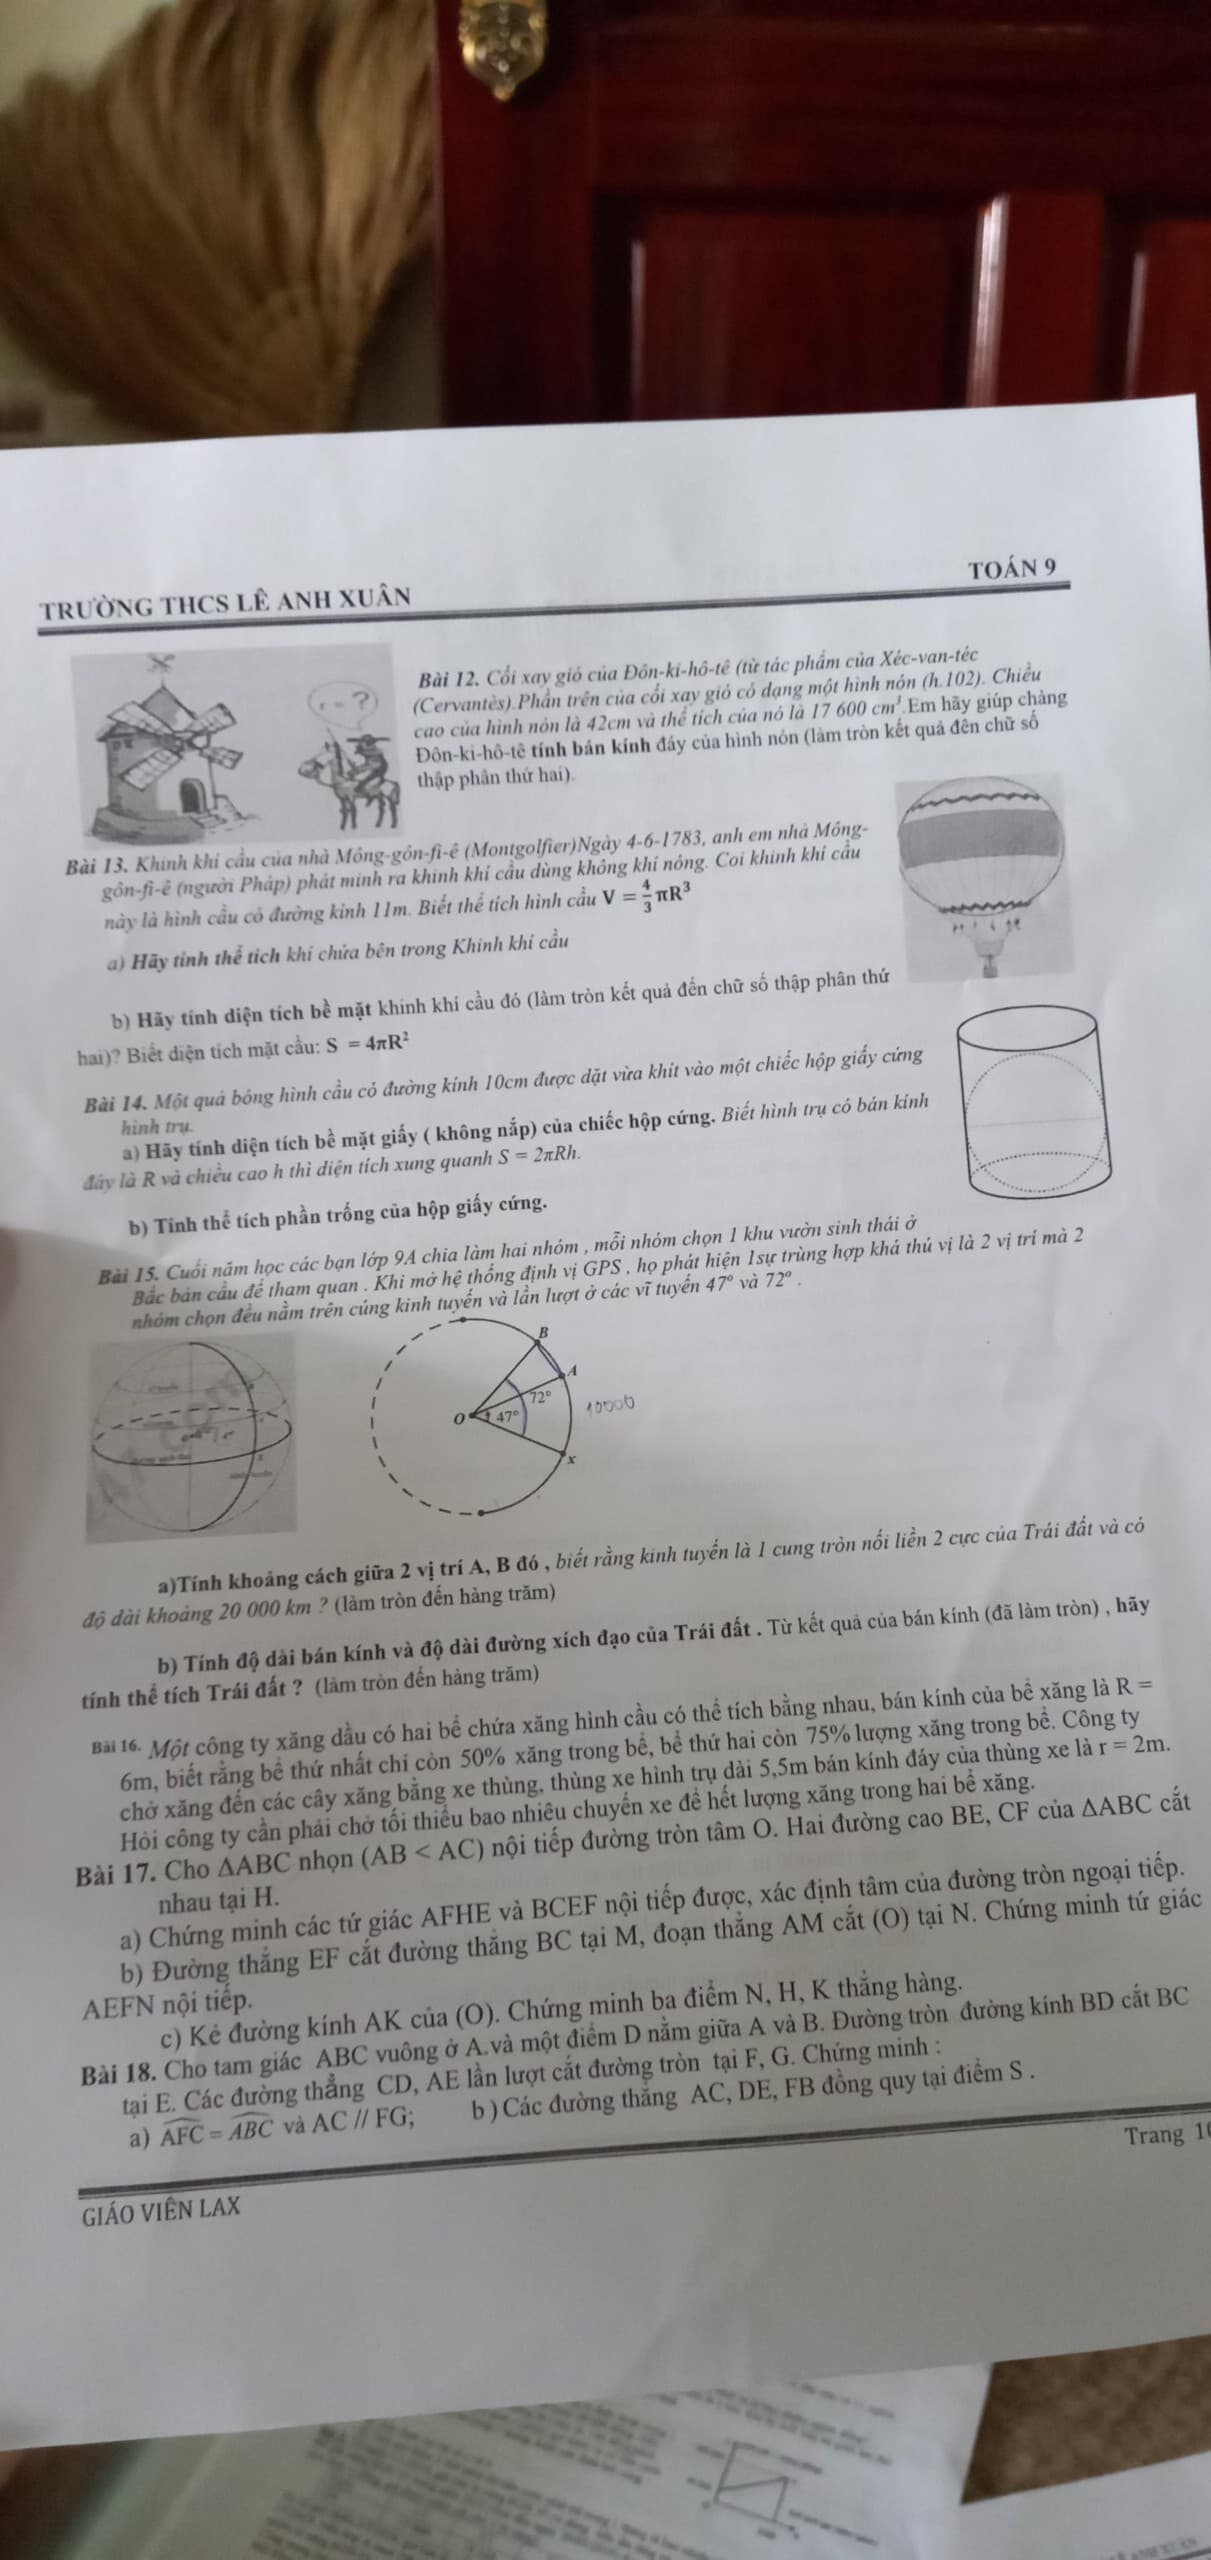 TRƯỜNG THCS LÊ ANH XUÂN
TOÁN 9
r = ?
Bài 12. Cối xay gió của Đôn-ki-hô-tê (từ tác phẩm của Xéc-van-téc
(Cervantès).Phần trên của cối xay gió có dạng một hình nón (h.102). Chiều
cao của hình nón là 42cm và thể tích của nó là 17 600 cm³.Em hãy giúp chàng
Đôn-ki-hô-tê tính bán kính đáy của hình nón (làm tròn kết quả đên chữ số
thập phân thứ hai).
Bài 13. Khinh khí cầu của nhà Mông-gôn-fi-ê (Montgolfier)Ngày 4-6-1783, anh em nhà Mông-
gôn-fi-ê (người Pháp) phát minh ra khinh khí cầu dùng không khí nóng. Coi khinh khí cầu
này là hình cầu có đường kính 11m. Biết thể tích hình cầu V = 4/3 πR³
a) Hãy tính thể tích khí chứa bên trong Khinh khí cầu
b) Hãy tính diện tích bề mặt khinh khí cầu đó (làm tròn kết quả đến chữ số thập phân thứ
hai)? Biết diện tích mặt cầu: S = 4πR²
Bài 14. Một quả bóng hình cầu có đường kính 10cm được dặt vừa khít vào một chiếc hộp giấy cứng
hình trụ.
a) Hãy tính diện tích bề mặt giấy ( không nắp) của chiếc hộp cứng. Biết hình trụ có bán kính
đáy là R và chiều cao h thì diện tích xung quanh S = 2πRh.
b) Tính thể tích phần trống của hộp giấy cứng.
Bài 15. Cuối năm học các bạn lớp 9A chia làm hai nhóm , mỗi nhóm chọn 1 khu vườn sinh thái ở
Bắc bán cầu để tham quan . Khi mở hệ thống định vị GPS , họ phát hiện 1sự trùng hợp khá thú vị là 2 vị trí mà 2
nhóm chọn đều nằm trên cùng kinh tuyến và lần lượt ở các vĩ tuyến 47° và 72° .
B
A
72°
O
47°
10000
x
a)Tính khoảng cách giữa 2 vị trí A, B đó , biết rằng kinh tuyến là 1 cung tròn nối liền 2 cực của Trái đất và có
độ dài khoảng 20 000 km ? (làm tròn đến hàng trăm)
b) Tính độ dài bán kính và độ dài đường xích đạo của Trái đất . Từ kết quả của bán kính (đã làm tròn) , hãy
tính thể tích Trái đất ? (làm tròn đến hàng trăm)
Bài 16. Một công ty xăng dầu có hai bể chứa xăng hình cầu có thể tích bằng nhau, bán kính của bể xăng là R =
6m, biết rằng bể thứ nhất chỉ còn 50% xăng trong bể, bể thứ hai còn 75% lượng xăng trong bể. Công ty
chở xăng đến các cây xăng bằng xe thùng, thùng xe hình trụ dài 5,5m bán kính đáy của thùng xe là r = 2m.
Hỏi công ty cần phải chở tối thiểu bao nhiêu chuyến xe để hết lượng xăng trong hai bể xăng.
Bài 17. Cho ΔABC nhọn (AB < AC) nội tiếp đường tròn tâm O. Hai đường cao BE, CF của ΔABC cắt
nhau tại H.
a) Chứng minh các tứ giác AFHE và BCEF nội tiếp được, xác định tâm của đường tròn ngoại tiếp.
b) Đường thẳng EF cắt đường thẳng BC tại M, đoạn thẳng AM cắt (O) tại N. Chứng minh tứ giác
AEFN nội tiếp.
c) Kẻ đường kính AK của (O). Chứng minh ba điểm N, H, K thẳng hàng.
Bài 18. Cho tam giác ABC vuông ở A.và một điểm D nằm giữa A và B. Đường tròn đường kính BD cắt BC
tại E. Các đường thẳng CD, AE lần lượt cắt đường tròn tại F, G. Chứng minh :
a) AFC = ABC và AC // FG; b ) Các đường thẳng AC, DE, FB đồng quy tại điểm S .
Trang 10
GIÁO VIÊN LAX